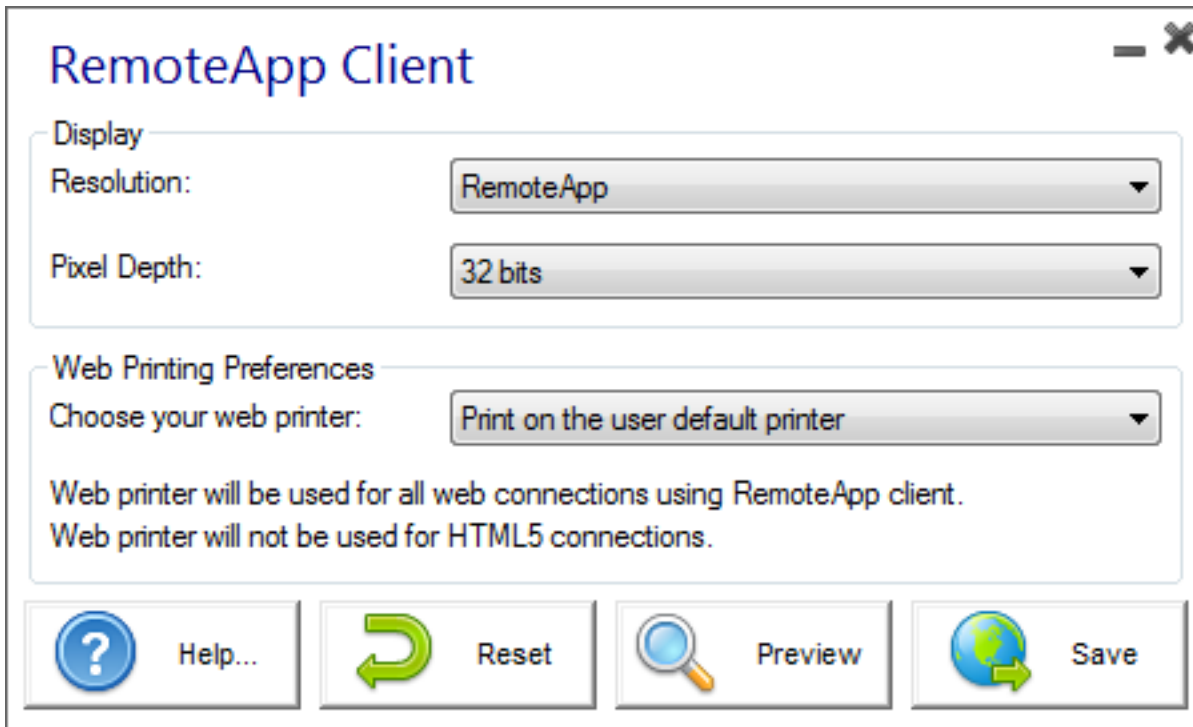 RemoteApp Client
Display
Resolution: RemoteApp
Pixel Depth: 32 bits
Web Printing Preferences
Choose your web printer: Print on the user default printer
Web printer will be used for all web connections using RemoteApp client.
Web printer will not be used for HTML5 connections.
Help... Reset Preview Save